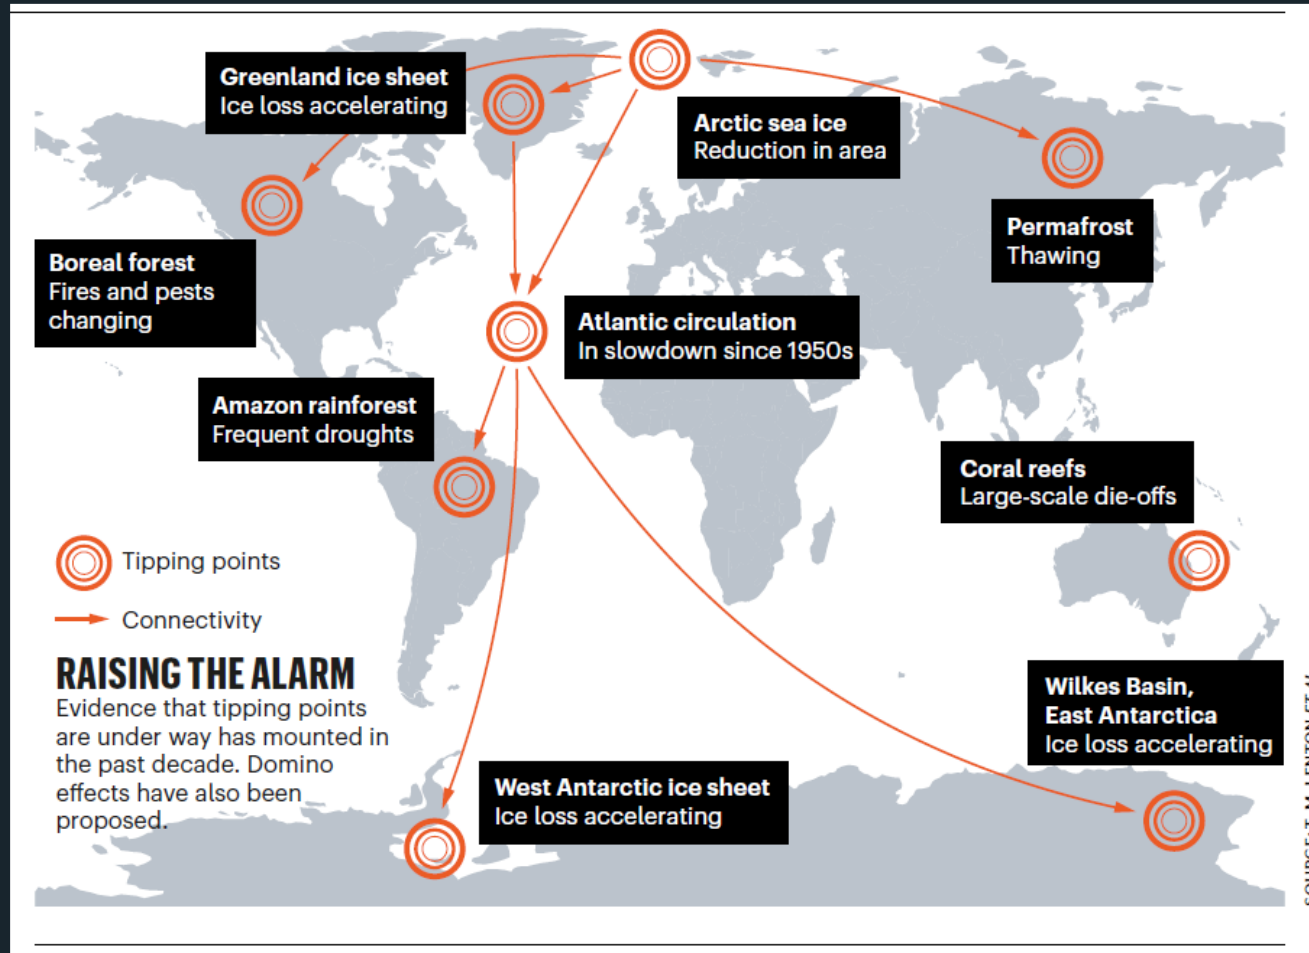 Greenland ice sheet
Ice loss accelerating
Arctic sea ice
Reduction in area
Permafrost
Thawing
Boreal forest
Fires and pests
changing
Atlantic circulation
In slowdown since 1950s
Amazon rainforest
Frequent droughts
Coral reefs
Large-scale die-offs
Tipping points
Connectivity
RAISING THE ALARM
Evidence that tipping points
are under way has mounted in
the past decade. Domino
effects have also been
proposed.
Wilkes Basin,
East Antarctica
Ice loss accelerating
West Antarctic ice sheet
Ice loss accelerating